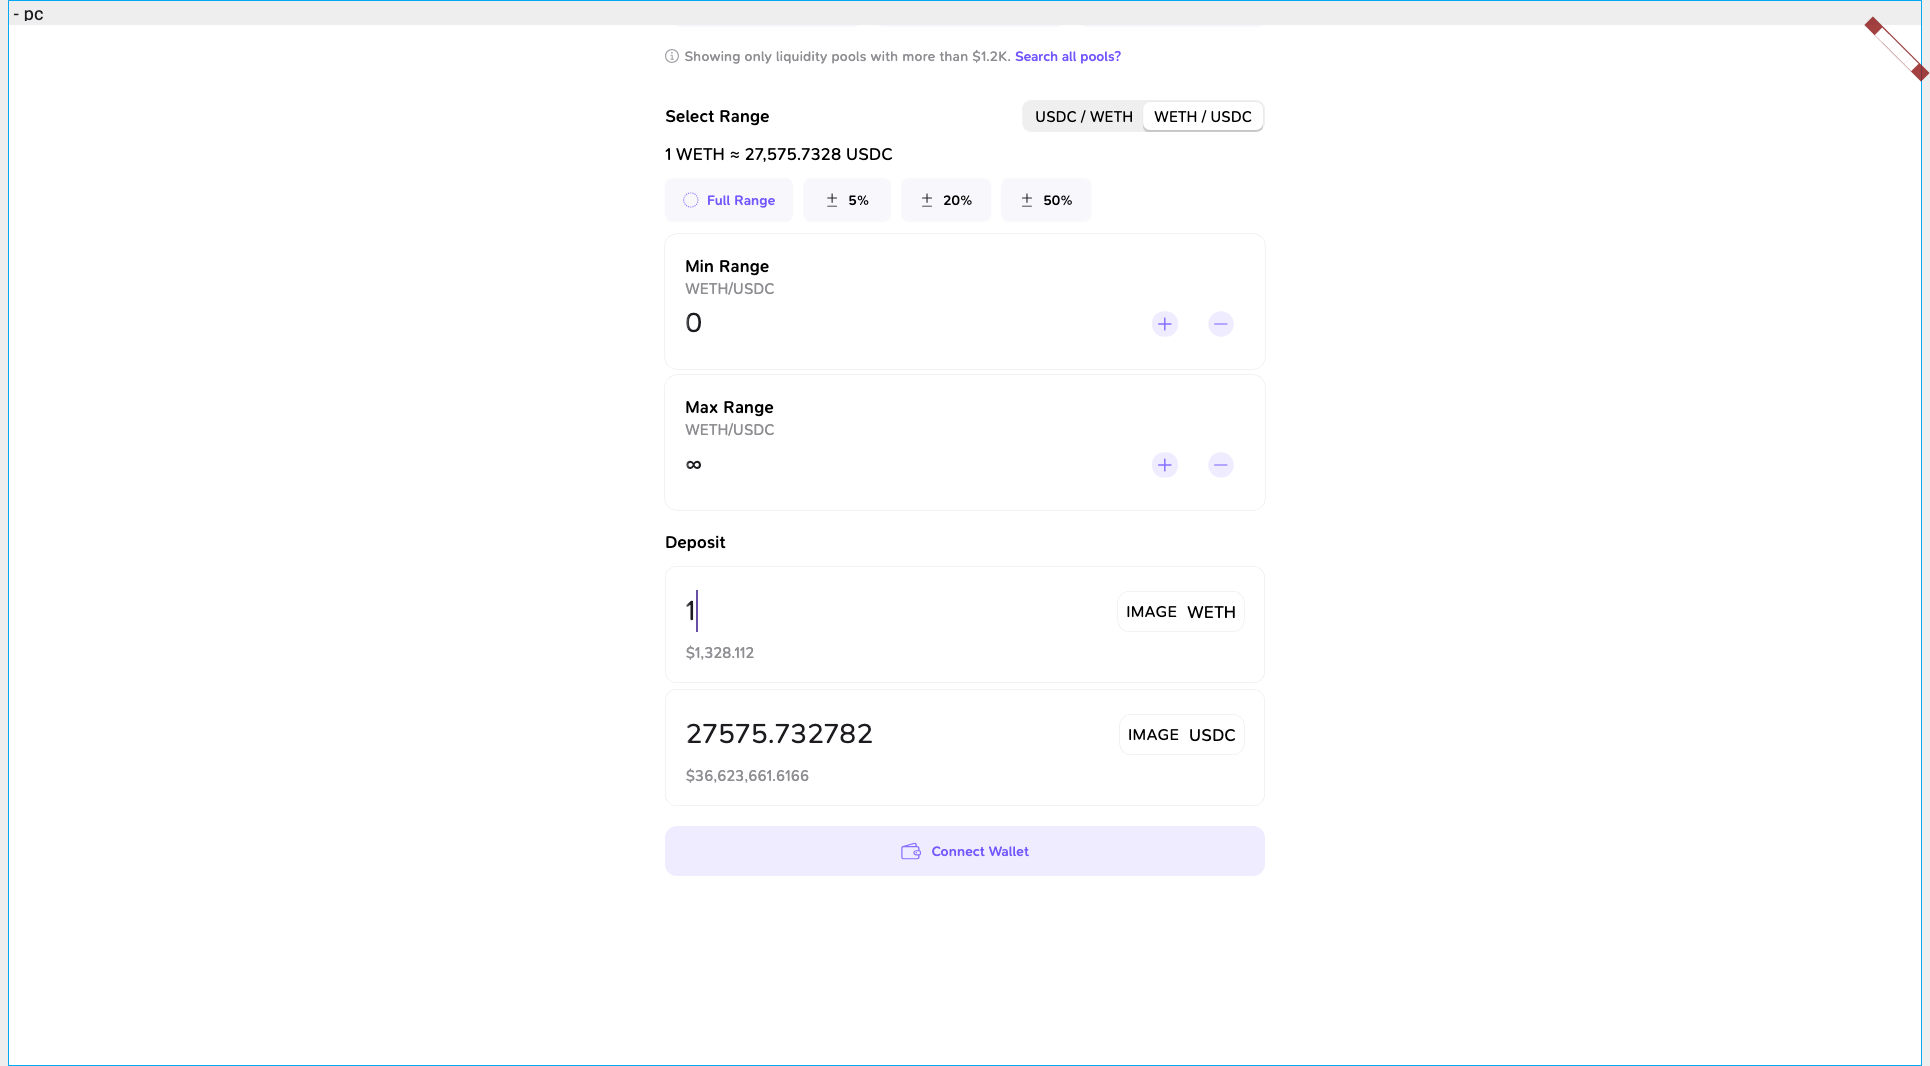 - pc
Showing only liquidity pools with more than $1.2K. Search all pools?
Select Range
USDC / WETH
WETH / USDC
1 WETH ≈ 27,575.7328 USDC
Full Range
± 5%
± 20%
± 50%
Min Range
WETH/USDC
0
Max Range
WETH/USDC
∞
Deposit
1
IMAGE WETH
$1,328.112
27575.732782
IMAGE USDC
$36,623,661.6166
Connect Wallet